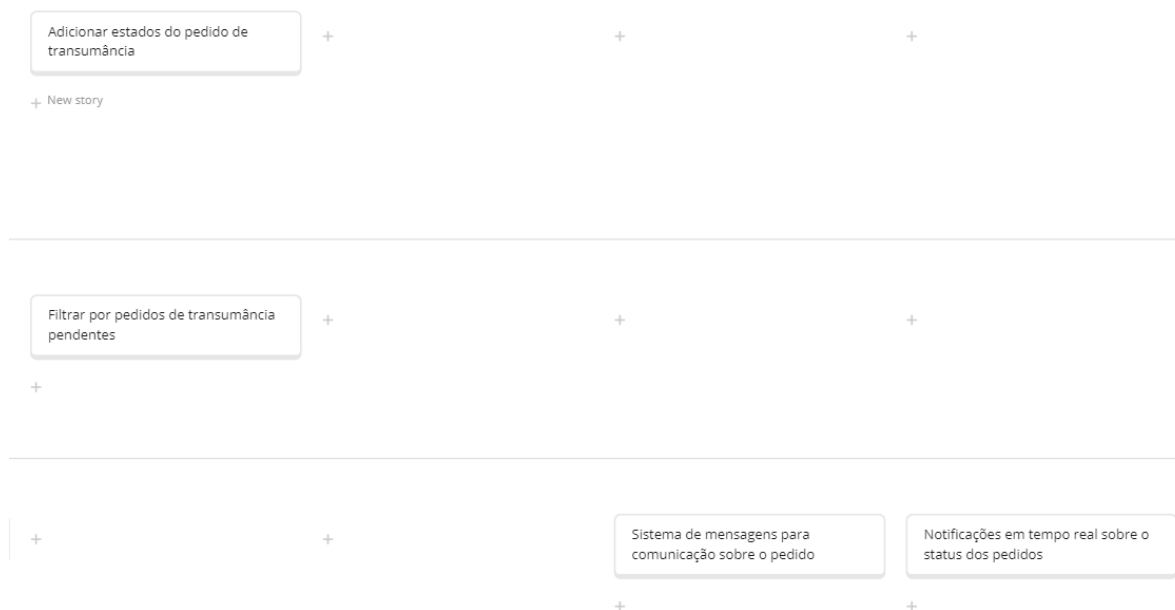 Adicionar estados do pedido de
transumância
+ + +
+ New story
Filtrar por pedidos de transumância
pendentes
+ + +
+
+ +
Sistema de mensagens para
comunicação sobre o pedido
Notificações em tempo real sobre o
status dos pedidos
+ +